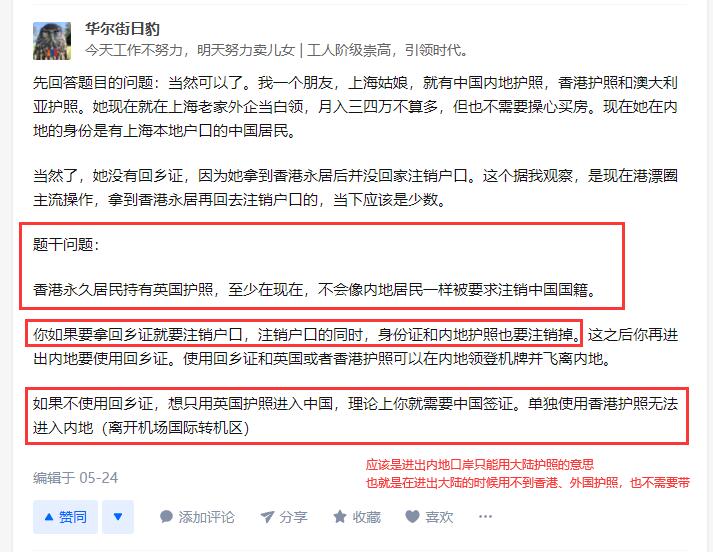 华尔街日豹
今天工作不努力，明天努力卖儿女 | 工人阶级崇高，引领时代。
先回答题目的问题：当然可以了。我一个朋友，上海姑娘，就有中国内地护照，香港护照和澳大利
亚护照。她现在就在上海老家外企当白领，月入三四万不算多，但也不需要操心买房。现在她在内
地的身份是有上海本地户口的中国居民。
当然了，她没有回乡证，因为她拿到香港永居后并没回家注销户口。这个据我观察，是现在港漂圈
主流操作，拿到香港永居再回去注销户口的，当下应该是少数。
题干问题：
香港永久居民持有英国护照，至少在现在，不会像内地居民一样被要求注销中国国籍。
你如果要拿回乡证就要注销户口，注销户口的同时，身份证和内地护照也要注销掉。这之后你再进
出内地要使用回乡证。使用回乡证和英国或者香港护照可以在内地领登机牌并飞离内地。
如果不使用回乡证，想只用英国护照进入中国，理论上你就需要中国签证。单独使用香港护照无法
进入内地（离开机场国际转机区）
应该是进出内地口岸只能用大陆护照的意思
也就是在进出大陆的时候用不到香港、外国护照，也不需要带
编辑于 05-24
赞同
添加评论
分享
收藏
喜欢